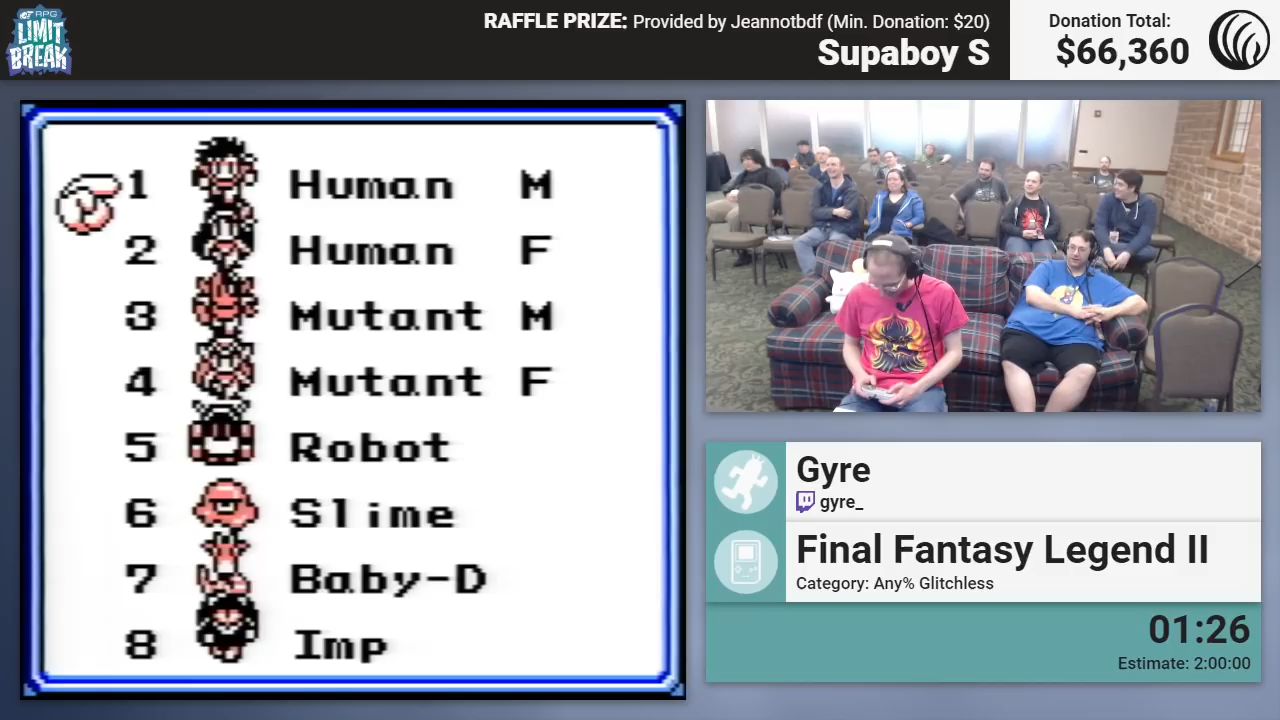 RPG
LIMIT
BREAK
RAFFLE PRIZE: Provided by Jeannotbdf (Min. Donation: $20)
Supaboy S
Donation Total:
$66,360
1 Human M
2 Human F
3 Mutant M
4 Mutant F
5 Robot
6 Slime
7 Baby-D
8 Imp
Gyre
gyre_
Final Fantasy Legend II
Category: Any% Glitchless
01:26
Estimate: 2:00:00